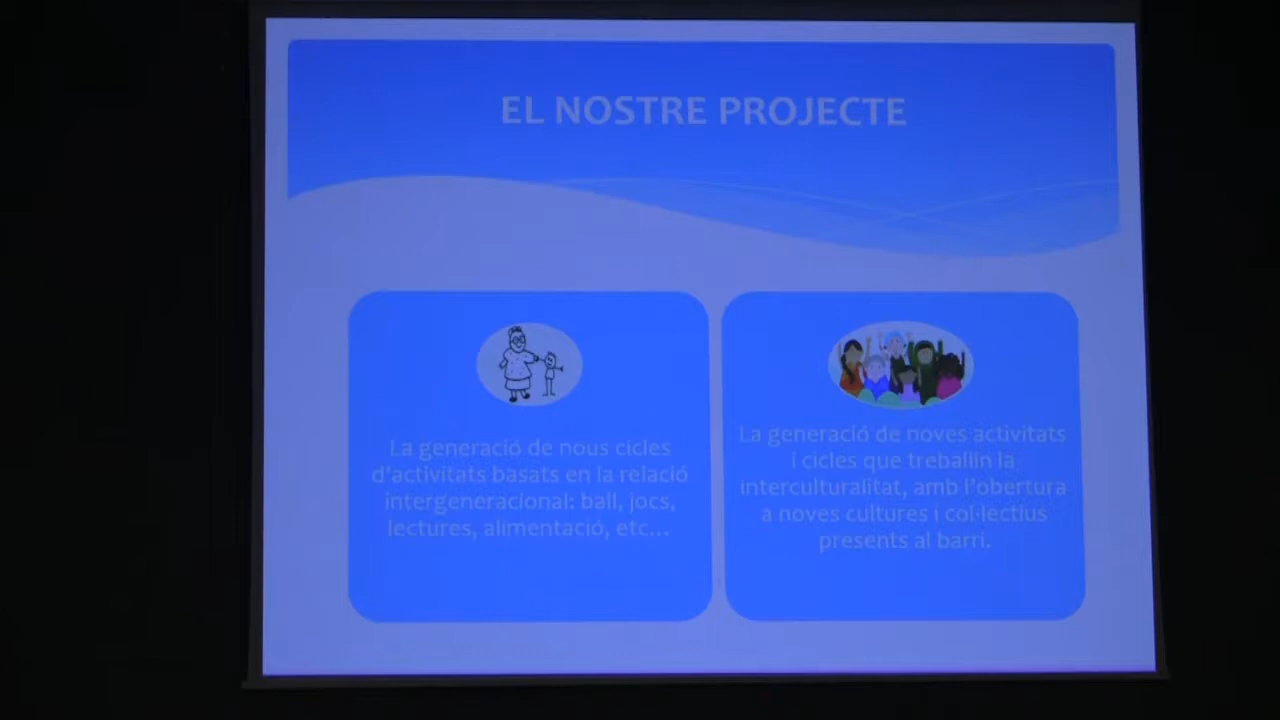 EL NOSTRE PROJECTE
La generació de nous cicles
d'activitats basats en la relació
intergeneracional: ball, jocs,
lectures, alimentació, etc...
La generació de noves activitats
i cicles que treballin la
interculturalitat, amb l'obertura
a noves cultures i col·lectius
presents al barri.